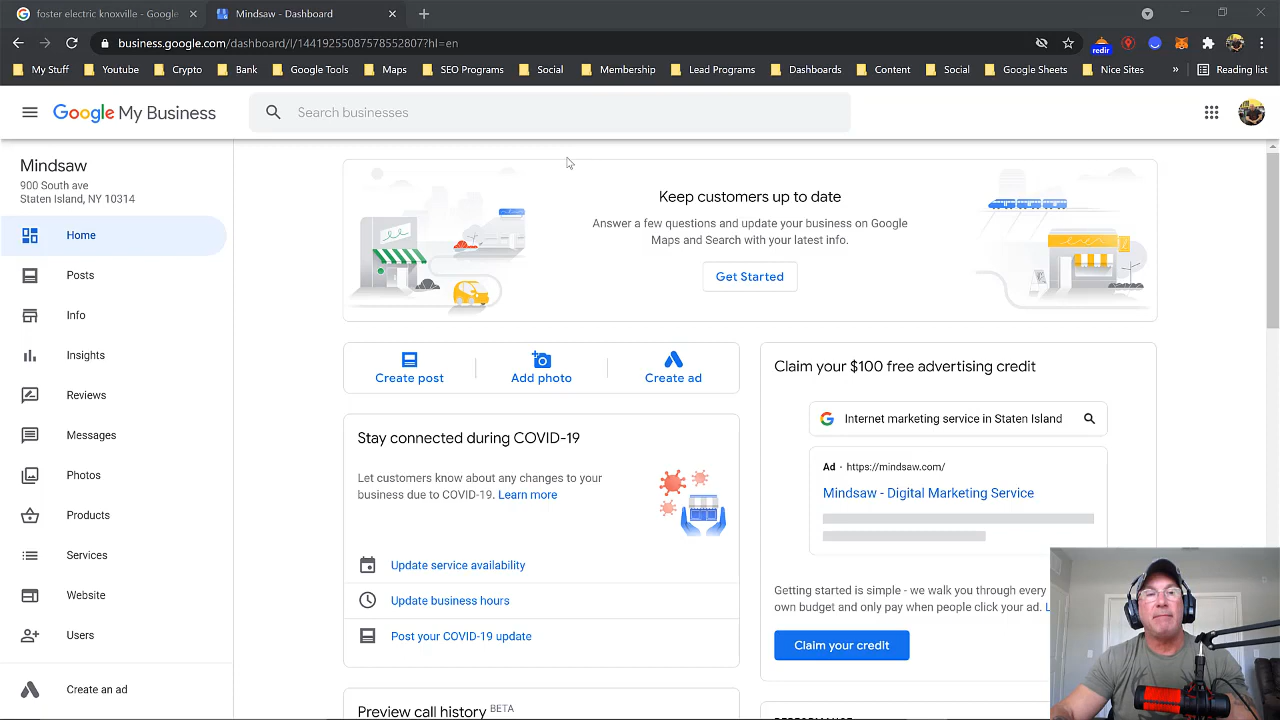 foster electric knoxville - Google
Mindsaw - Dashboard
business.google.com/dashboard/l/14419255087578552807?hl=en
redir
My Stuff
Youtube
Crypto
Bank
Google Tools
Maps
SEO Programs
Social
Membership
Lead Programs
Dashboards
Content
Social
Google Sheets
Nice Sites
»
Reading list
Google My Business
Search businesses
Mindsaw
900 South ave
Staten Island, NY 10314
Home
Posts
Info
Insights
Reviews
Messages
Photos
Products
Services
Website
Users
Create an ad
Keep customers up to date
Answer a few questions and update your business on Google
Maps and Search with your latest info.
Get Started
Create post
Add photo
Create ad
Stay connected during COVID-19
Let customers know about any changes to your
business due to COVID-19. Learn more
Update service availability
Update business hours
Post your COVID-19 update
Preview call history BETA
Claim your $100 free advertising credit
Internet marketing service in Staten Island
Ad · https://mindsaw.com/
Mindsaw - Digital Marketing Service
Getting started is simple - we walk you through every
own budget and only pay when people click your ad.
Claim your credit